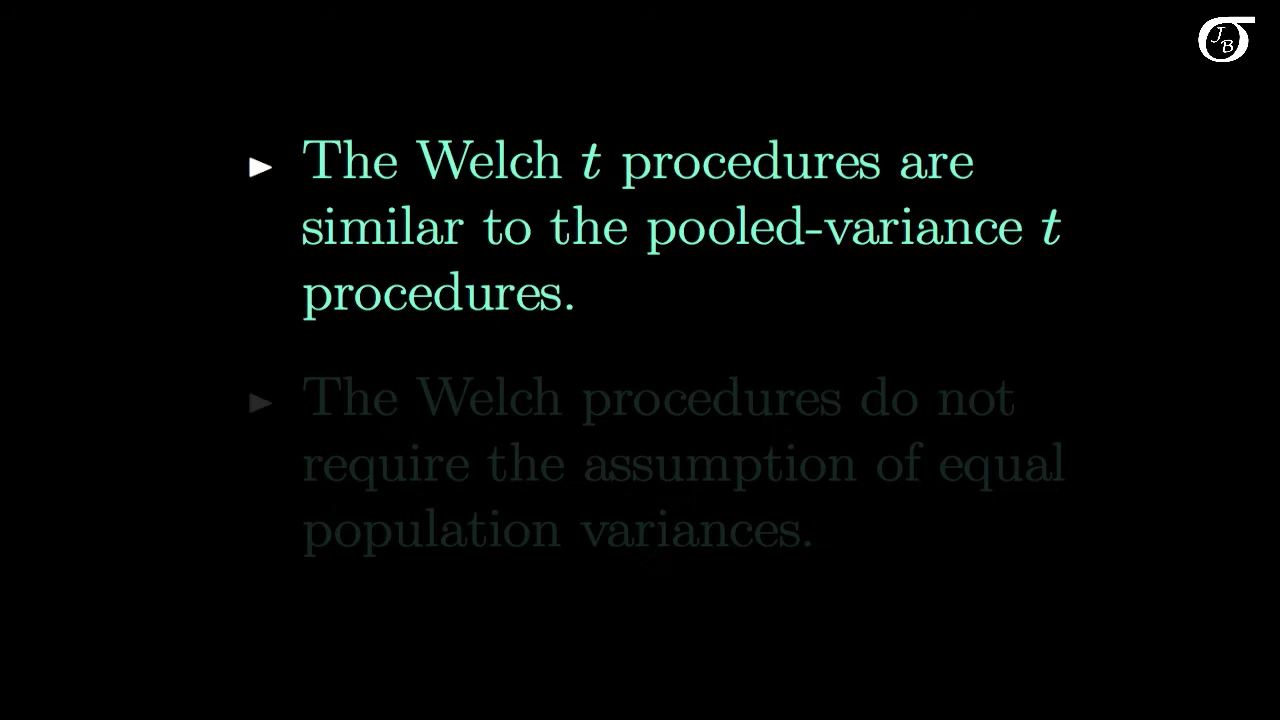 JB
▶ The Welch t procedures are
similar to the pooled-variance t
procedures.
▶ The Welch procedures do not
require the assumption of equal
population variances.